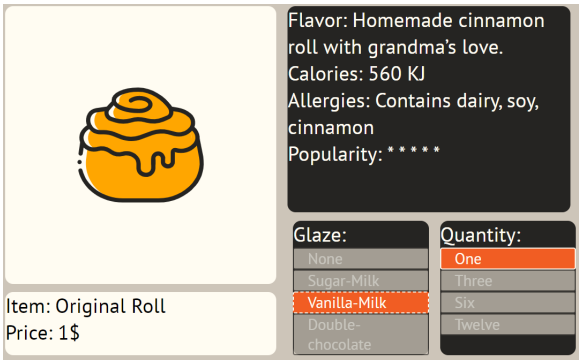 Flavor: Homemade cinnamon
roll with grandma’s love.
Calories: 560 KJ
Allergies: Contains dairy, soy,
cinnamon
Popularity: * * * * *
Glaze:
None
Sugar-Milk
Vanilla-Milk
Double-
chocolate
Quantity:
One
Three
Six
Twelve
Item: Original Roll
Price: 1$